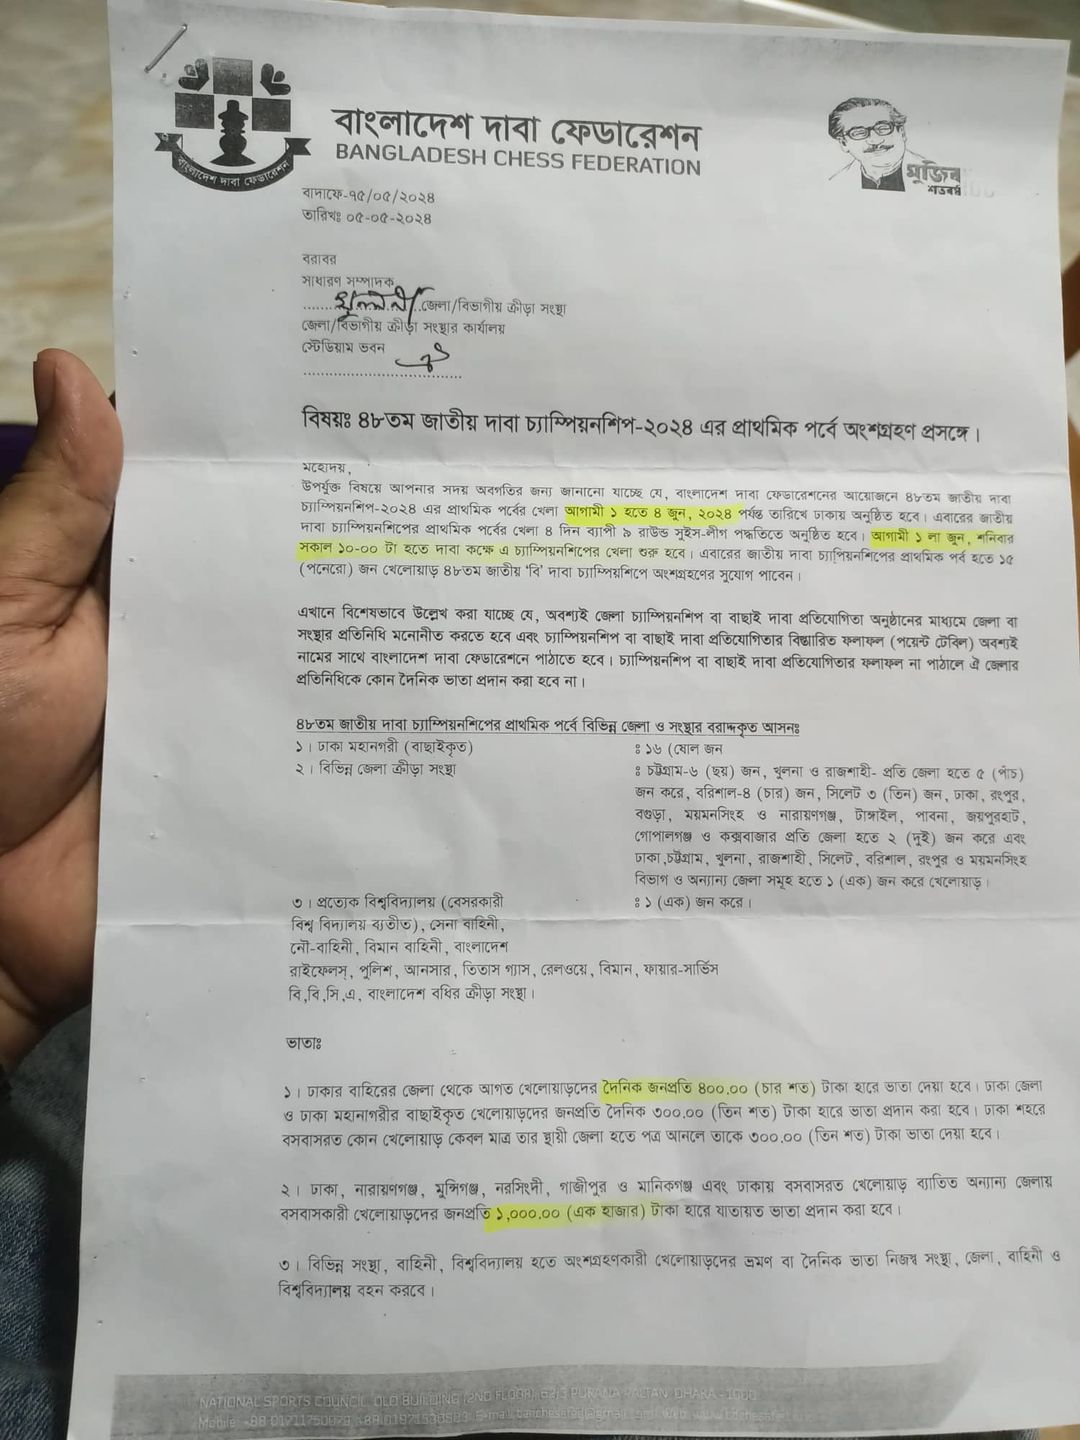 বাংলাদেশ দাবা ফেডারেশন
বাংলাদেশ দাবা ফেডারেশন
BANGLADESH CHESS FEDERATION
মুজিব
শতবর্ষ
বাদাফে-৭৫/০৫/২০২৪
তারিখঃ ০৫-০৫-২০২৪
বরাবর
সাধারণ সম্পাদক
.......খুলনা..জেলা/বিভাগীয় ক্রীড়া সংস্থা
জেলা/বিভাগীয় ক্রীড়া সংস্থার কার্যালয়
স্টেডিয়াম ভবন
বিষয়ঃ ৪৮তম জাতীয় দাবা চ্যাম্পিয়নশিপ-২০২৪ এর প্রাথমিক পর্বে অংশগ্রহণ প্রসঙ্গে।
মহোদয়,
উপর্যুক্ত বিষয়ে আপনার সদয় অবগতির জন্য জানানো যাচ্ছে যে, বাংলাদেশ দাবা ফেডারেশনের আয়োজনে ৪৮তম জাতীয় দাবা
চ্যাম্পিয়নশিপ-২০২৪ এর প্রাথমিক পর্বের খেলা আগামী ১ হতে ৪ জুন, ২০২৪ পর্যন্ত তারিখে ঢাকায় অনুষ্ঠিত হবে। এবারের জাতীয়
দাবা চ্যাম্পিয়নশিপের প্রাথমিক পর্বের খেলা ৪ দিন ব্যাপী ৯ রাউন্ড সুইস-লীগ পদ্ধতিতে অনুষ্ঠিত হবে। আগামী ১ লা জুন, শনিবার
সকাল ১০-০০ টা হতে দাবা কক্ষে এ চ্যাম্পিয়নশিপের খেলা শুরু হবে। এবারের জাতীয় দাবা চ্যাপিয়নশিপের প্রাথমিক পর্ব হতে ১৫
(পনেরো) জন খেলোয়াড় ৪৮তম জাতীয় ‘বি’ দাবা চ্যাম্পিশিপে অংশগ্রহণের সুযোগ পাবেন।
এখানে বিশেষভাবে উল্লেখ করা যাচ্ছে যে, অবশ্যই জেলা চ্যাম্পিয়নশিপ বা বাছাই দাবা প্রতিযোগিতা অনুষ্ঠানের মাধ্যমে জেলা বা
সংস্থার প্রতিনিধি মনোনীত করতে হবে এবং চ্যাম্পিয়নশিপ বা বাছাই দাবা প্রতিযোগিতার বিস্তারিত ফলাফল (পয়েন্ট টেবিল) অবশ্যই
নামের সাথে বাংলাদেশ দাবা ফেডারেশনে পাঠাতে হবে। চ্যাম্পিয়নশিপ বা বাছাই দাবা প্রতিযোগিতার ফলাফল না পাঠালে ঐ জেলার
প্রতিনিধিকে কোন দৈনিক ভাতা প্রদান করা হবে না।
৪৮তম জাতীয় দাবা চ্যাম্পিয়নশিপের প্রাথমিক পর্বে বিভিন্ন জেলা ও সংস্থার বরাদ্দকৃত আসনঃ
১। ঢাকা মহানগরী (বাছাইকৃত) ঃ ১৬ (ষোল জন
২। বিভিন্ন জেলা ক্রীড়া সংস্থা ঃ চট্টগ্রাম-৬ (ছয়) জন, খুলনা ও রাজশাহী- প্রতি জেলা হতে ৫ (পাঁচ)
জন করে, বরিশাল-৪ (চার) জন, সিলেট ৩ (তিন) জন, ঢাকা, রংপুর,
বগুড়া, ময়মনসিংহ ও নারায়ণগঞ্জ, টাঙ্গাইল, পাবনা, জয়পুরহাট,
গোপালগঞ্জ ও কক্সবাজার প্রতি জেলা হতে ২ (দুই) জন করে এবং
ঢাকা,চট্টগ্রাম, খুলনা, রাজশাহী, সিলেট, বরিশাল, রংপুর ও ময়মনসিংহ
বিভাগ ও অন্যান্য জেলা সমূহ হতে ১ (এক) জন করে খেলোয়াড়।
৩। প্রত্যেক বিশ্ববিদ্যালয় (বেসরকারী ঃ ১ (এক) জন করে।
বিশ্ব বিদ্যালয় ব্যতীত), সেনা বাহিনী,
নৌ-বাহিনী, বিমান বাহিনী, বাংলাদেশ
রাইফেলস্, পুলিশ, আনসার, তিতাস গ্যাস, রেলওয়ে, বিমান, ফায়ার-সার্ভিস
বি,বি,সি,এ, বাংলাদেশ বধির ক্রীড়া সংস্থা।
ভাতাঃ
১। ঢাকার বাহিরের জেলা থেকে আগত খেলোয়াড়দের দৈনিক জনপ্রতি ৪০০.০০ (চার শত) টাকা হারে ভাতা দেয়া হবে। ঢাকা জেলা
ও ঢাকা মহানগরীর বাছাইকৃত খেলোয়াড়দের জনপ্রতি দৈনিক ৩০০.০০ (তিন শত) টাকা হারে ভাতা প্রদান করা হবে। ঢাকা শহরে
বসবাসরত কোন খেলোয়াড় কেবল মাত্র তার স্থায়ী জেলা হতে পত্র আনলে তাকে ৩০০.০০ (তিন শত) টাকা ভাতা দেয়া হবে।
২। ঢাকা, নারায়ণগঞ্জ, মুন্সিগঞ্জ, নরসিংদী, গাজীপুর ও মানিকগঞ্জ এবং ঢাকায় বসবাসরত খেলোয়াড় ব্যাতিত অন্যান্য জেলায়
বসবাসকারী খেলোয়াড়দের জনপ্রতি ১,০০০.০০ (এক হাজার) টাকা হারে যাতায়ত ভাতা প্রদান করা হবে।
৩। বিভিন্ন সংস্থা, বাহিনী, বিশ্ববিদ্যালয় হতে অংশগ্রহণকারী খেলোয়াড়দের ভ্রমণ বা দৈনিক ভাতা নিজস্ব সংস্থা, জেলা, বাহিনী ও
বিশ্ববিদ্যালয় বহন করবে।
NATIONAL SPORTS COUNCIL OLD BUILDING (2ND FLOOR), 62/3 PURANA PALTAN, DHAKA -1000
Mobile: +88 01711750079